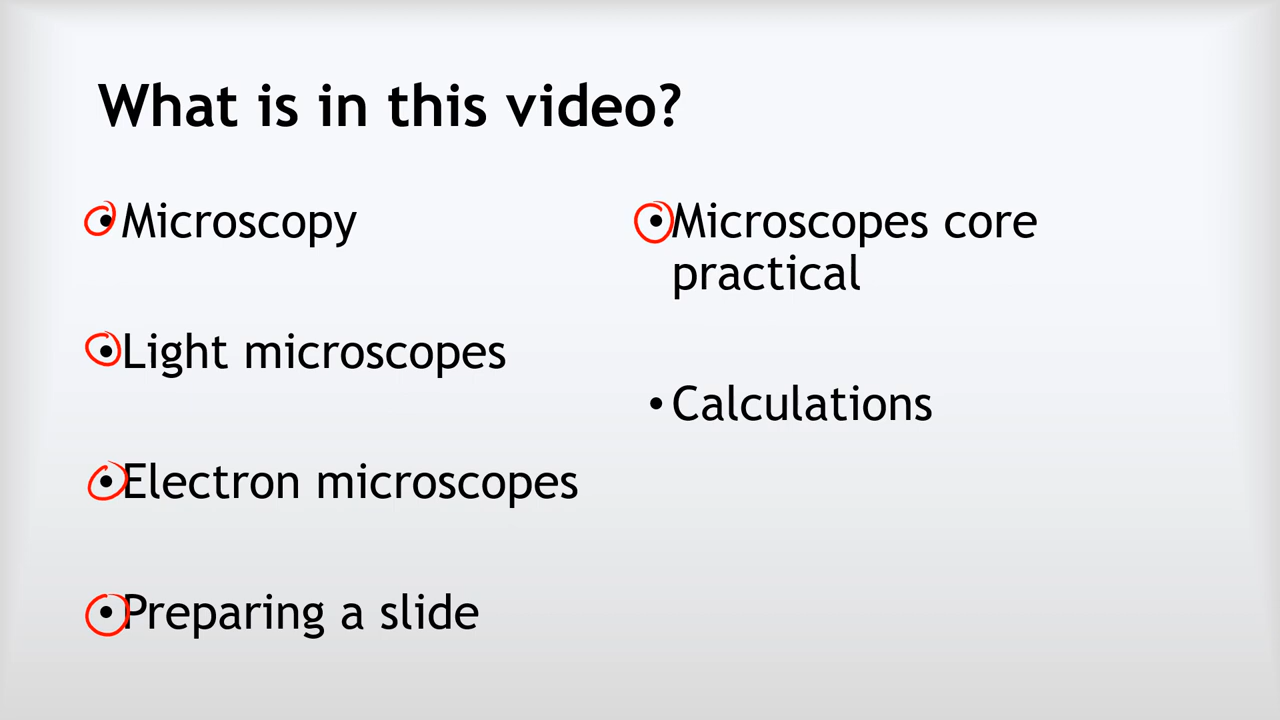 What is in this video?
• Microscopy
• Light microscopes
• Electron microscopes
• Preparing a slide
• Microscopes core
practical
• Calculations